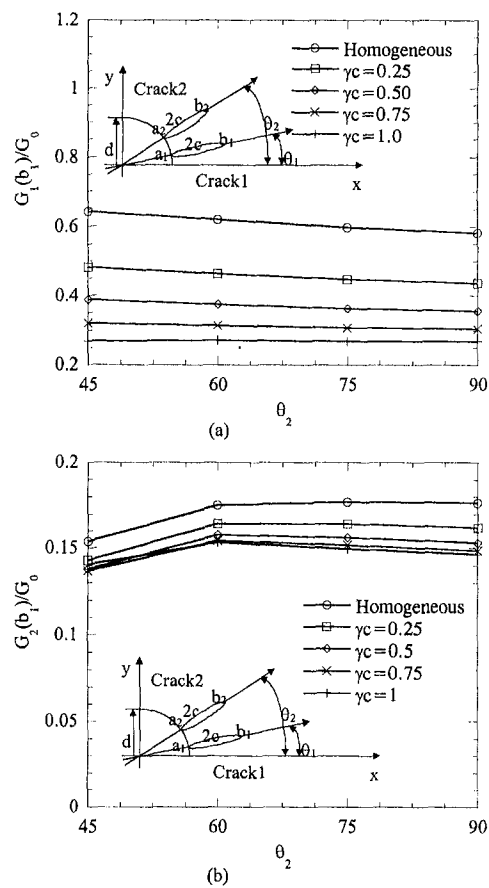 1.2
1
0.8
0.6
0.4
0.2
G₁(b₁)/G₀
Homogeneous
γc=0.25
γc=0.50
γc=0.75
γc=1.0
y
Crack2
b₂
2c
a₂
θ₂
d
2c
b₁
a₁
θ₁
Crack1
x
45
60
75
90
θ₂
(a)
0.2
0.15
0.1
0.05
0
G₂(b₁)/G₀
Homogeneous
γc=0.25
γc=0.5
γc=0.75
γc=1
y
Crack2
b₂
2c
a₂
θ₂
d
2c
b₁
a₁
θ₁
Crack1
x
45
60
75
90
θ₂
(b)